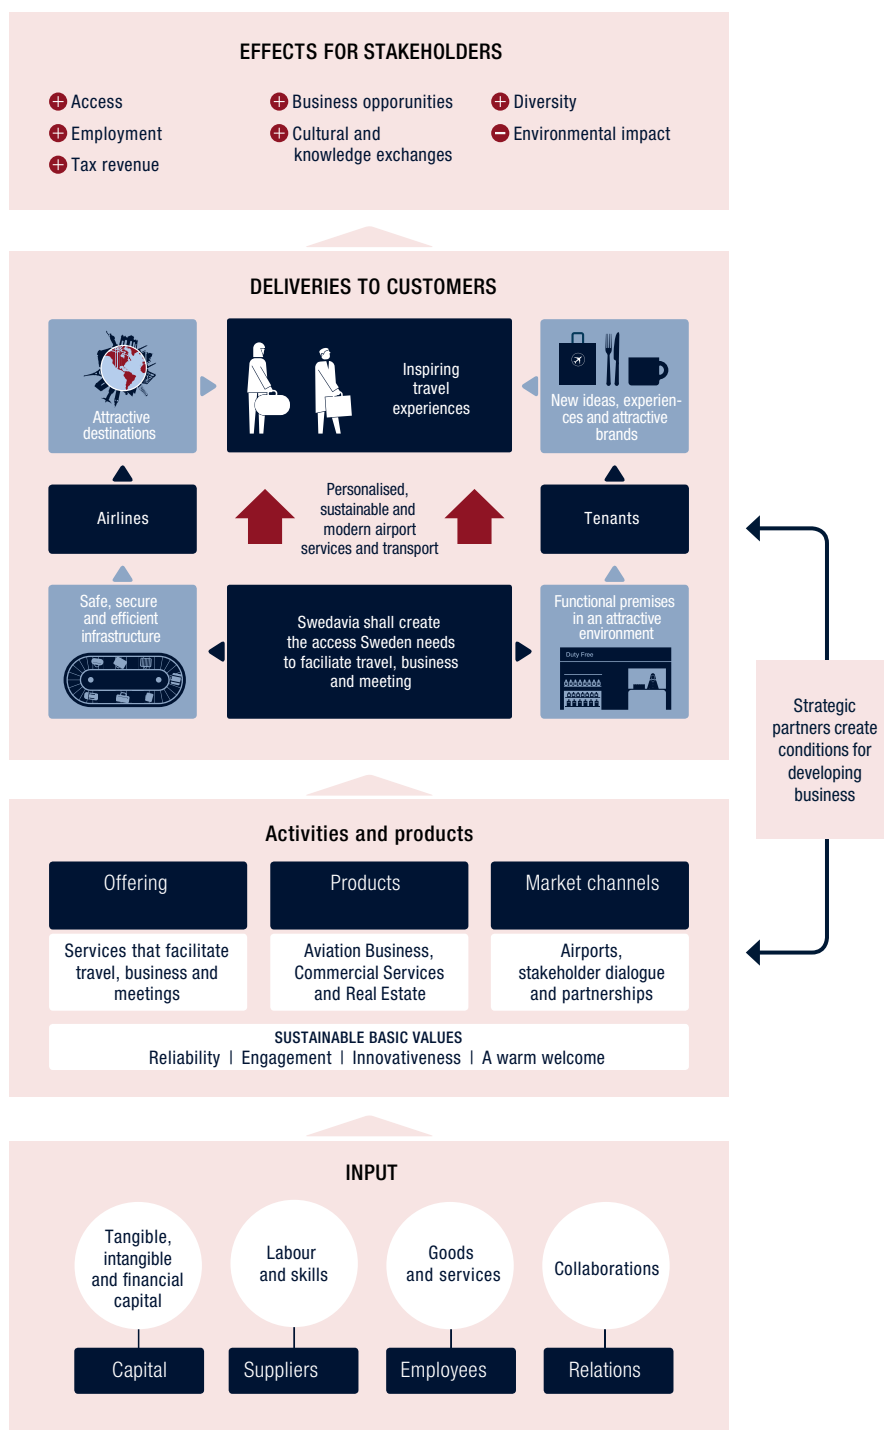 EFFECTS FOR STAKEHOLDERS
Access
Employment
Tax revenue
Business opporunities
Cultural and
knowledge exchanges
Diversity
Environmental impact
DELIVERIES TO CUSTOMERS
Attractive
destinations
Inspiring
travel
experiences
New ideas, experien-
ces and attractive
brands
Airlines
Personalised,
sustainable and
modern airport
services and transport
Tenants
Safe, secure
and efficient
infrastructure
Swedavia shall create
the access Sweden needs
to faciliate travel, business
and meeting
Functional premises
in an attractive
environment
Duty Free
Strategic
partners create
conditions for
developing
business
Activities and products
Offering
Services that facilitate
travel, business and
meetings
Products
Aviation Business,
Commercial Services
and Real Estate
Market channels
Airports,
stakeholder dialogue
and partnerships
SUSTAINABLE BASIC VALUES
Reliability | Engagement | Innovativeness | A warm welcome
INPUT
Tangible,
intangible
and financial
capital
Capital
Labour
and skills
Suppliers
Goods
and services
Employees
Collaborations
Relations